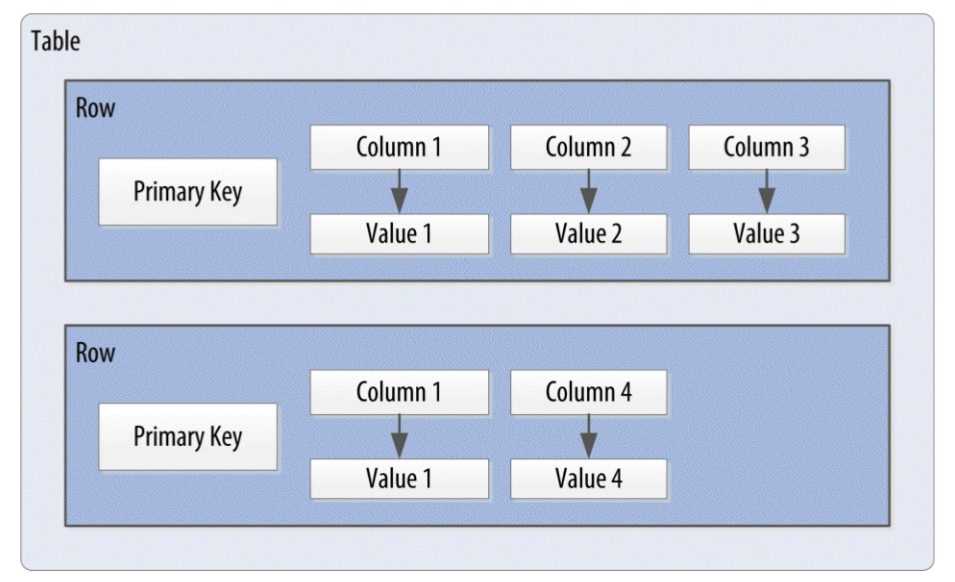 Table
Row
Column 1 Column 2 Column 3
Primary Key
Value 1 Value 2 Value 3
Row
Column 1 Column 4
Primary Key
Value 1 Value 4